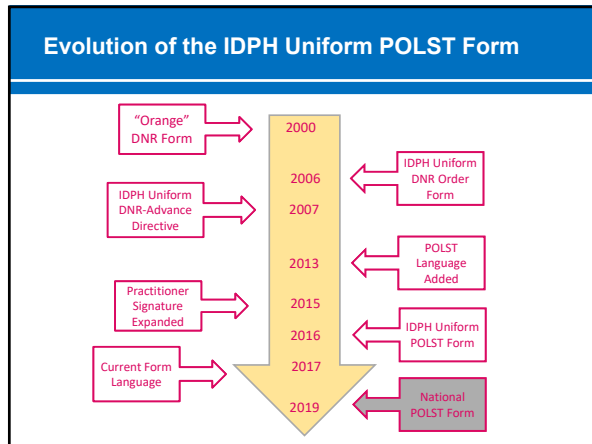 Evolution of the IDPH Uniform POLST Form
“Orange”
DNR Form
2000
2006
IDPH Uniform
DNR Order
Form
IDPH Uniform
DNR-Advance
Directive
2007
2013
POLST
Language
Added
Practitioner
Signature
Expanded
2015
2016
IDPH Uniform
POLST Form
Current Form
Language
2017
2019
National
POLST Form